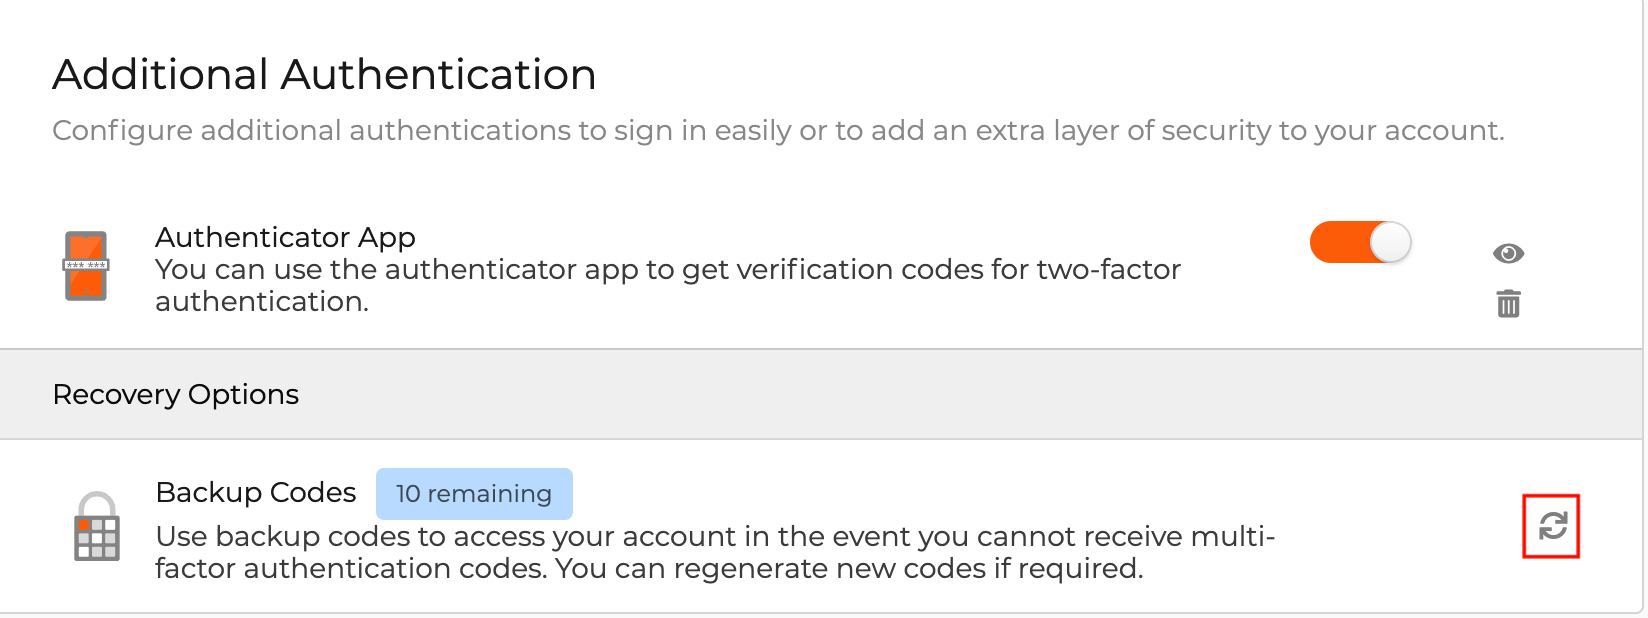 Additional Authentication
Configure additional authentications to sign in easily or to add an extra layer of security to your account.
Authenticator App
You can use the authenticator app to get verification codes for two-factor
authentication.
*** ***
Recovery Options
Backup Codes 10 remaining
Use backup codes to access your account in the event you cannot receive multi-
factor authentication codes. You can regenerate new codes if required.